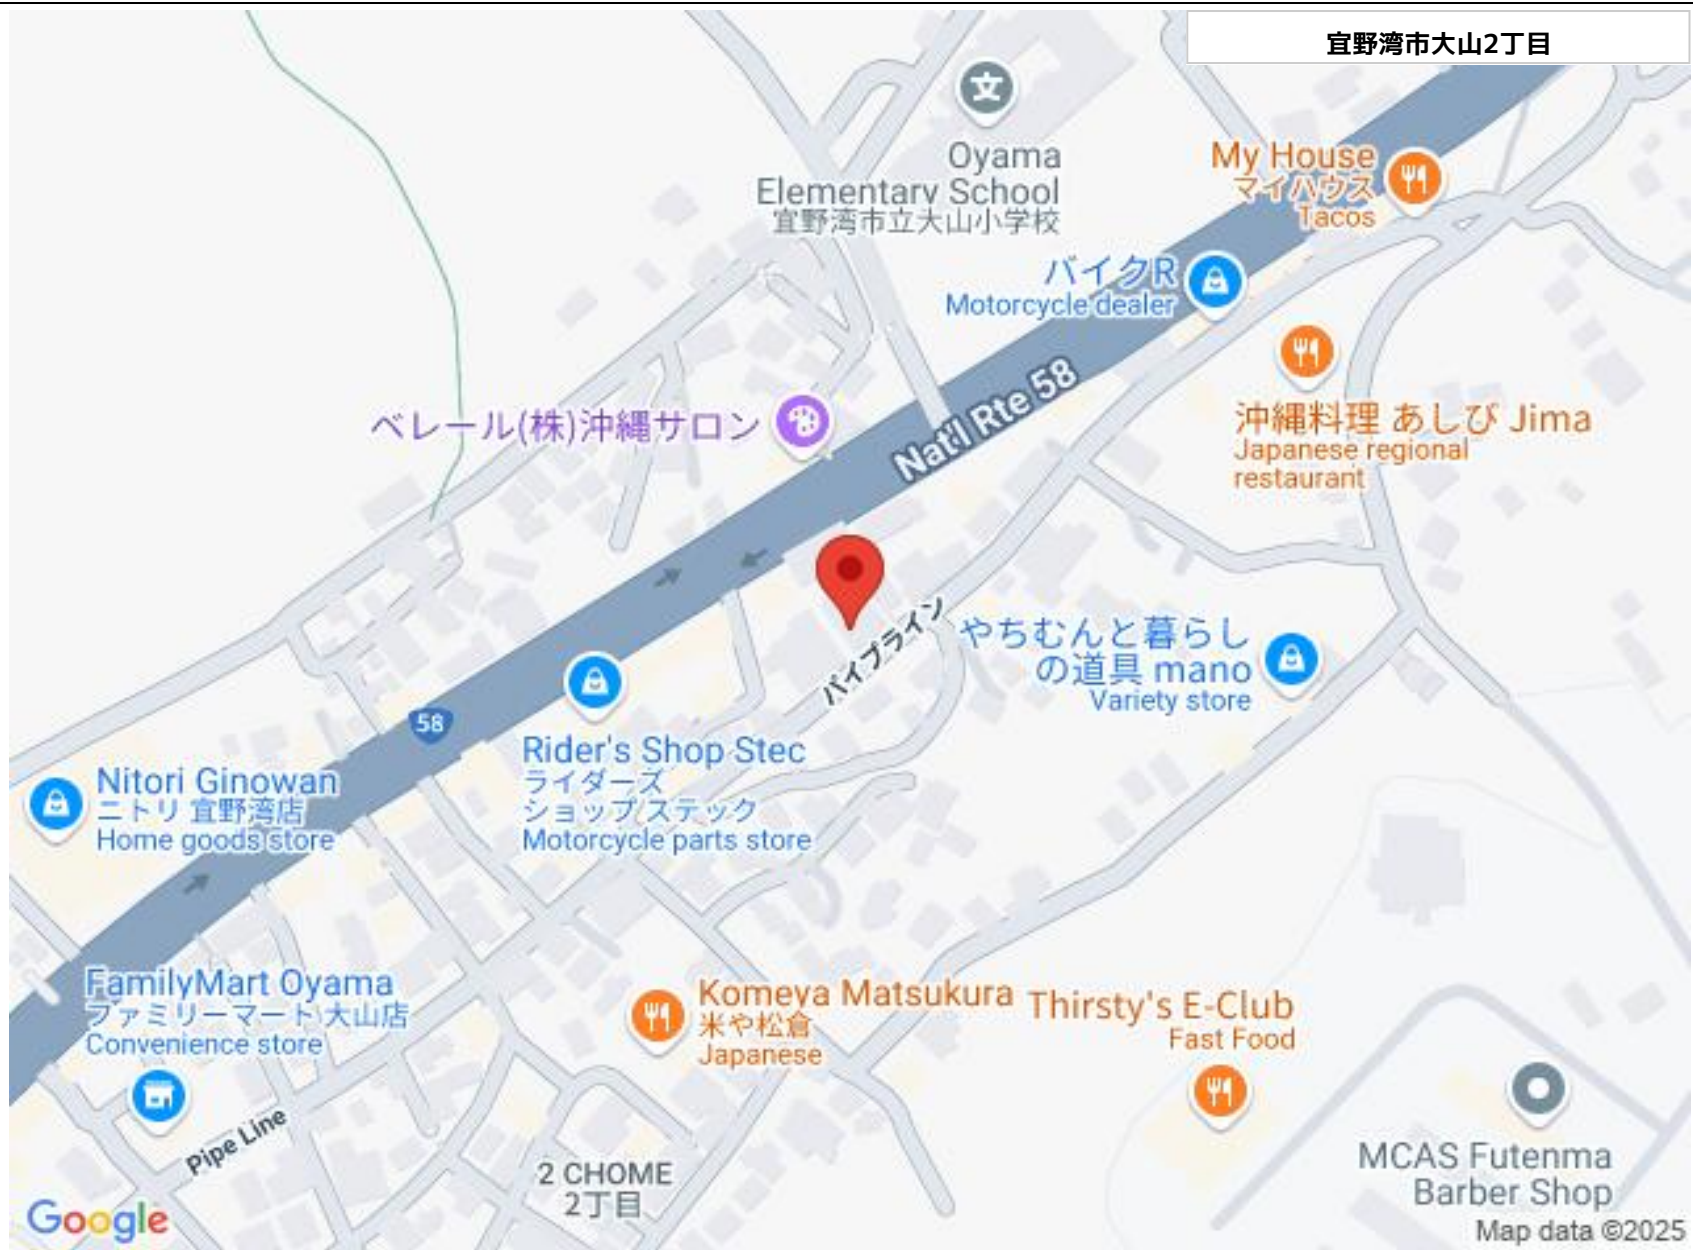 宜野湾市大山2丁目
文
Oyama
Elementary School
宜野湾市立大山小学校
My House
マイハウス
Tacos
バイクR
Motorcycle dealer
Nat'l Rte 58
ベレール(株)沖縄サロン
沖縄料理 あしび Jima
Japanese regional
restaurant
パイプライン
やちむんと暮らし
の道具 mano
Variety store
58
Rider's Shop Stec
ライダーズ
ショップ ステック
Motorcycle parts store
Nitori Ginowan
ニトリ 宜野湾店
Home goods store
FamilyMart Oyama
ファミリーマート 大山店
Convenience store
Komeya Matsukura
米や松倉
Japanese
Thirsty's E-Club
Fast Food
Pipe Line
2 CHOME
2丁目
MCAS Futenma
Barber Shop
Google
Map data ©2025